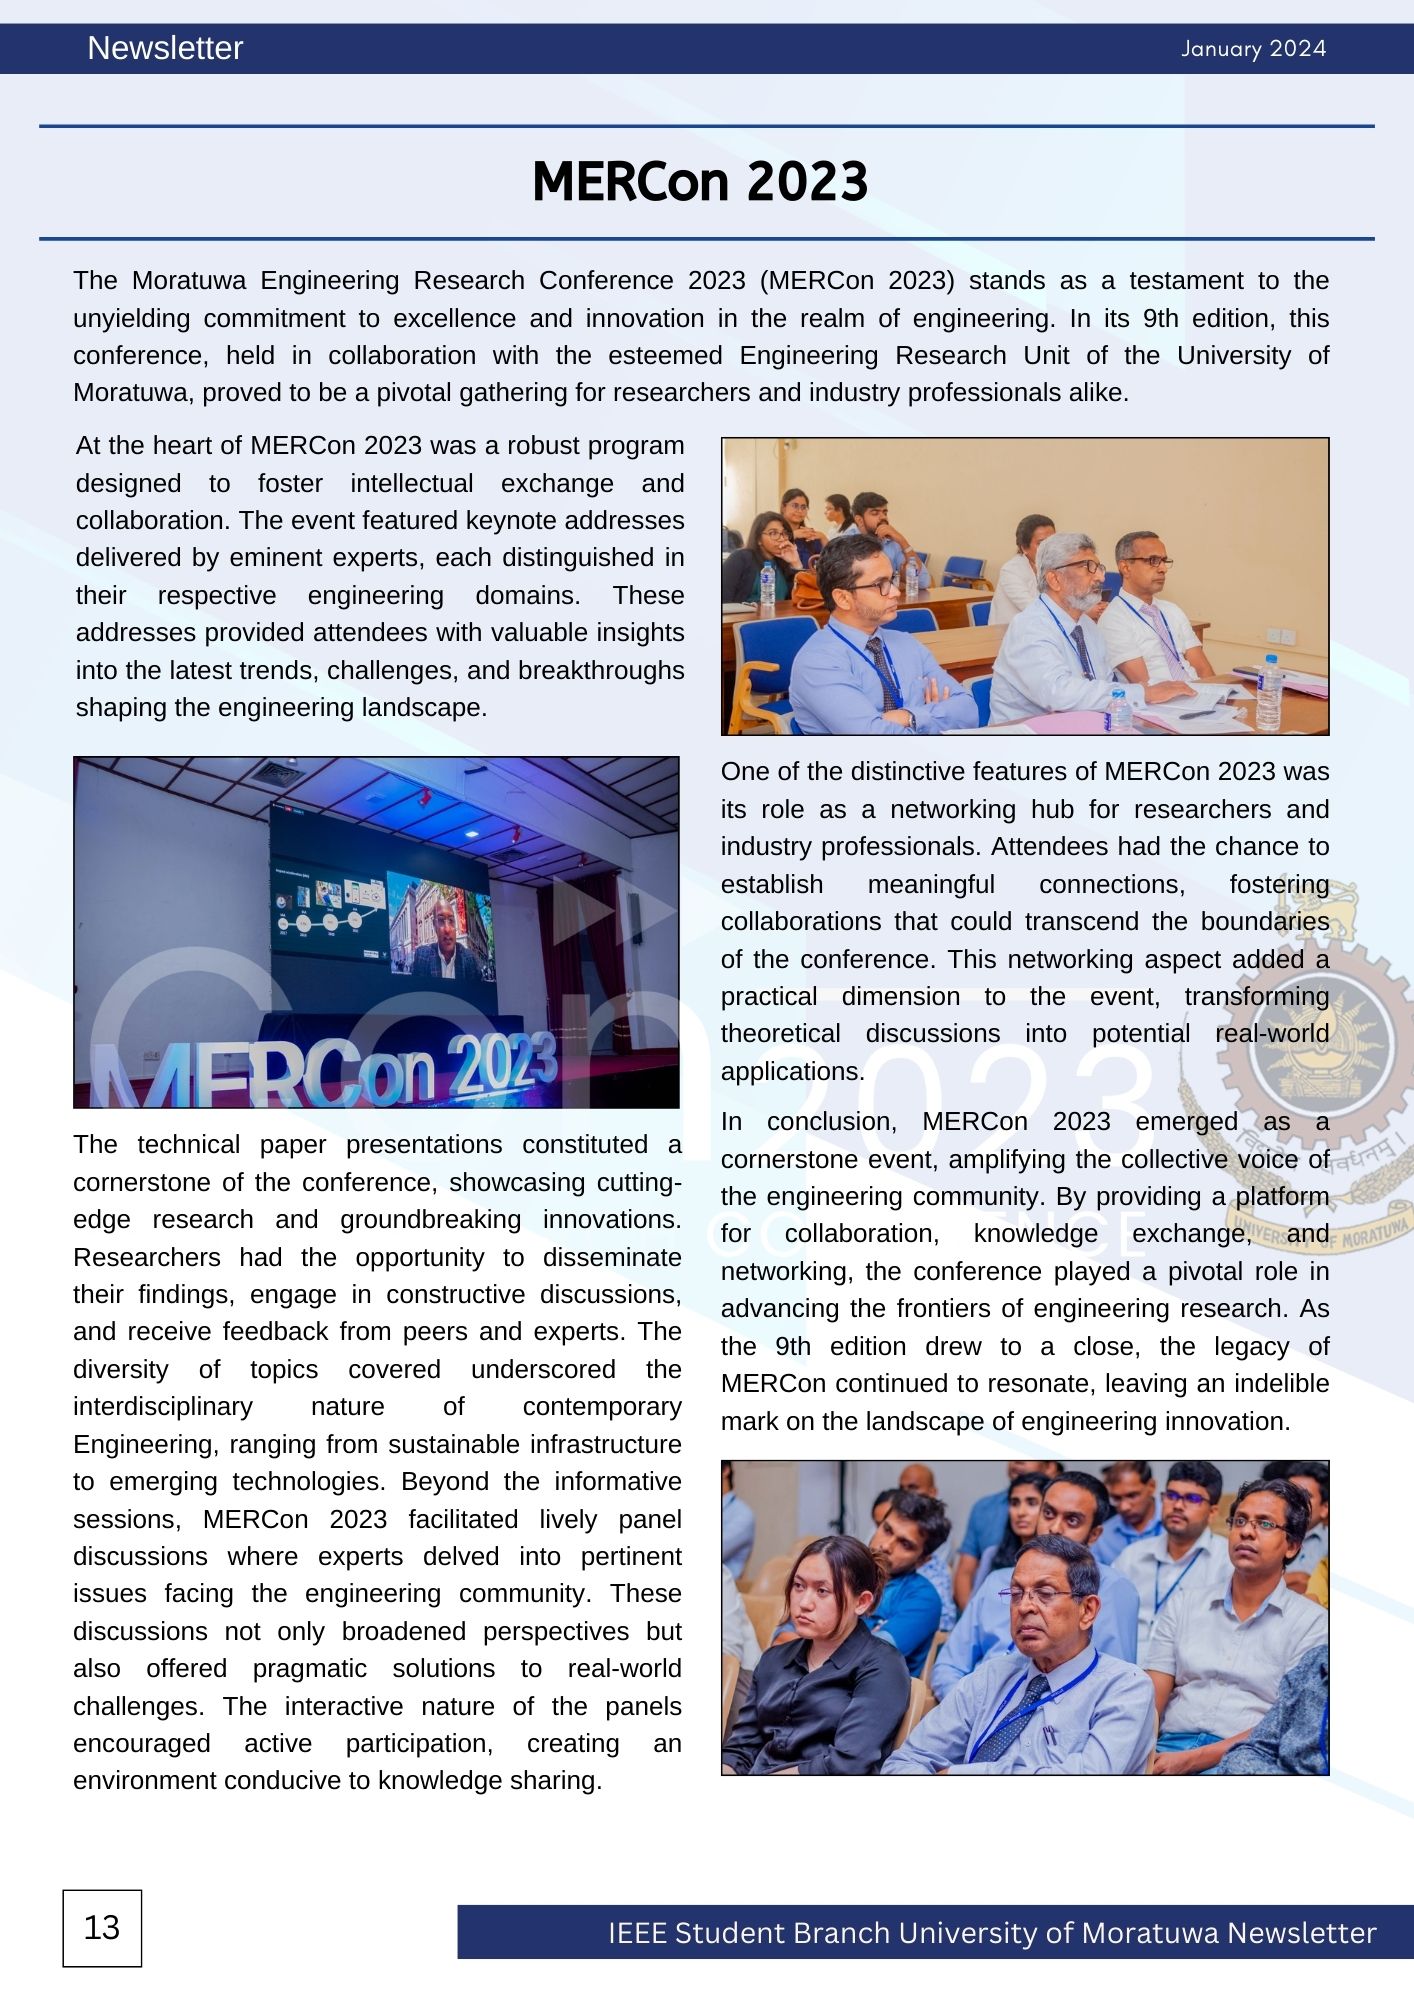 Newsletter
January 2024
MERCon 2023
The Moratuwa Engineering Research Conference 2023 (MERCon 2023) stands as a testament to the
unyielding commitment to excellence and innovation in the realm of engineering. In its 9th edition, this
conference, held in collaboration with the esteemed Engineering Research Unit of the University of
Moratuwa, proved to be a pivotal gathering for researchers and industry professionals alike.
At the heart of MERCon 2023 was a robust program
designed to foster intellectual exchange and
collaboration. The event featured keynote addresses
delivered by eminent experts, each distinguished in
their respective engineering domains. These
addresses provided attendees with valuable insights
into the latest trends, challenges, and breakthroughs
shaping the engineering landscape.
MERCon 2023
The technical paper presentations constituted a
cornerstone of the conference, showcasing cutting-
edge research and groundbreaking innovations.
Researchers had the opportunity to disseminate
their findings, engage in constructive discussions,
and receive feedback from peers and experts. The
diversity of topics covered underscored the
interdisciplinary nature of contemporary
Engineering, ranging from sustainable infrastructure
to emerging technologies. Beyond the informative
sessions, MERCon 2023 facilitated lively panel
discussions where experts delved into pertinent
issues facing the engineering community. These
discussions not only broadened perspectives but
also offered pragmatic solutions to real-world
challenges. The interactive nature of the panels
encouraged active participation, creating an
environment conducive to knowledge sharing.
One of the distinctive features of MERCon 2023 was
its role as a networking hub for researchers and
industry professionals. Attendees had the chance to
establish meaningful connections, fostering
collaborations that could transcend the boundaries
of the conference. This networking aspect added a
practical dimension to the event, transforming
theoretical discussions into potential real-world
applications.
In conclusion, MERCon 2023 emerged as a
cornerstone event, amplifying the collective voice of
the engineering community. By providing a platform
for collaboration, knowledge exchange, and
networking, the conference played a pivotal role in
advancing the frontiers of engineering research. As
the 9th edition drew to a close, the legacy of
MERCon continued to resonate, leaving an indelible
mark on the landscape of engineering innovation.
Con 2023
UNIVERSITY OF MORATUWA
13
IEEE Student Branch University of Moratuwa Newsletter